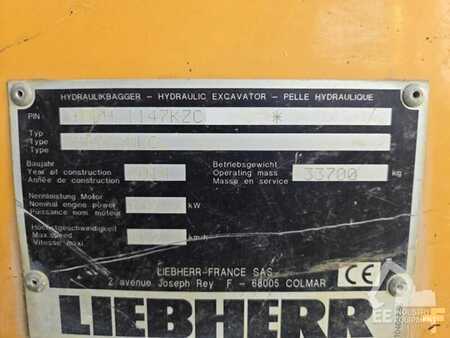 HYDRAULIKBAGGER - HYDRAULIC EXCAVATOR - PELLE HYDRAULIQUE
PIN 1147KZC *
Typ
Type
Type
Baujahr
Year of construction
Année de construction
Betriebsgewicht
Operating mass
Masse en service
33700 kg
Nennleistung Motor
Nominal engine power
Puissance nom. moteur
kW
Höchstgeschwindigkeit
Max.speed
Vitesse maxi
km/h
LIEBHERR-FRANCE SAS
2 avenue Joseph Rey F - 68005 COLMAR
CE
LIEBHERR
INDUSTRY
EQUIPMENT